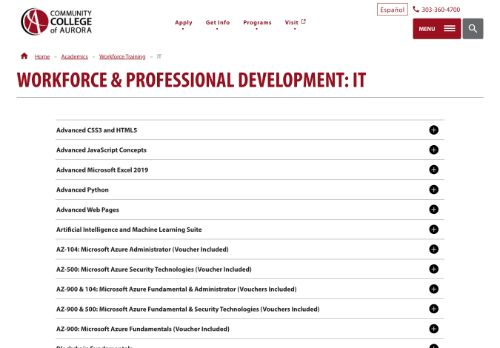 COMMUNITY
COLLEGE
of AURORA
Apply
Get Info
Programs
Visit
Español
303-360-4700
MENU
Home - Academics - Workforce Training - IT
WORKFORCE & PROFESSIONAL DEVELOPMENT: IT
Advanced CSS3 and HTML5
Advanced JavaScript Concepts
Advanced Microsoft Excel 2019
Advanced Python
Advanced Web Pages
Artificial Intelligence and Machine Learning Suite
AZ-104: Microsoft Azure Administrator (Voucher Included)
AZ-500: Microsoft Azure Security Technologies (Voucher Included)
AZ-900 & 104: Microsoft Azure Fundamental & Administrator (Vouchers Included)
AZ-900 & 500: Microsoft Azure Fundamental & Security Technologies (Vouchers Included)
AZ-900: Microsoft Azure Fundamentals (Voucher Included)
Blockchain Fundamentals